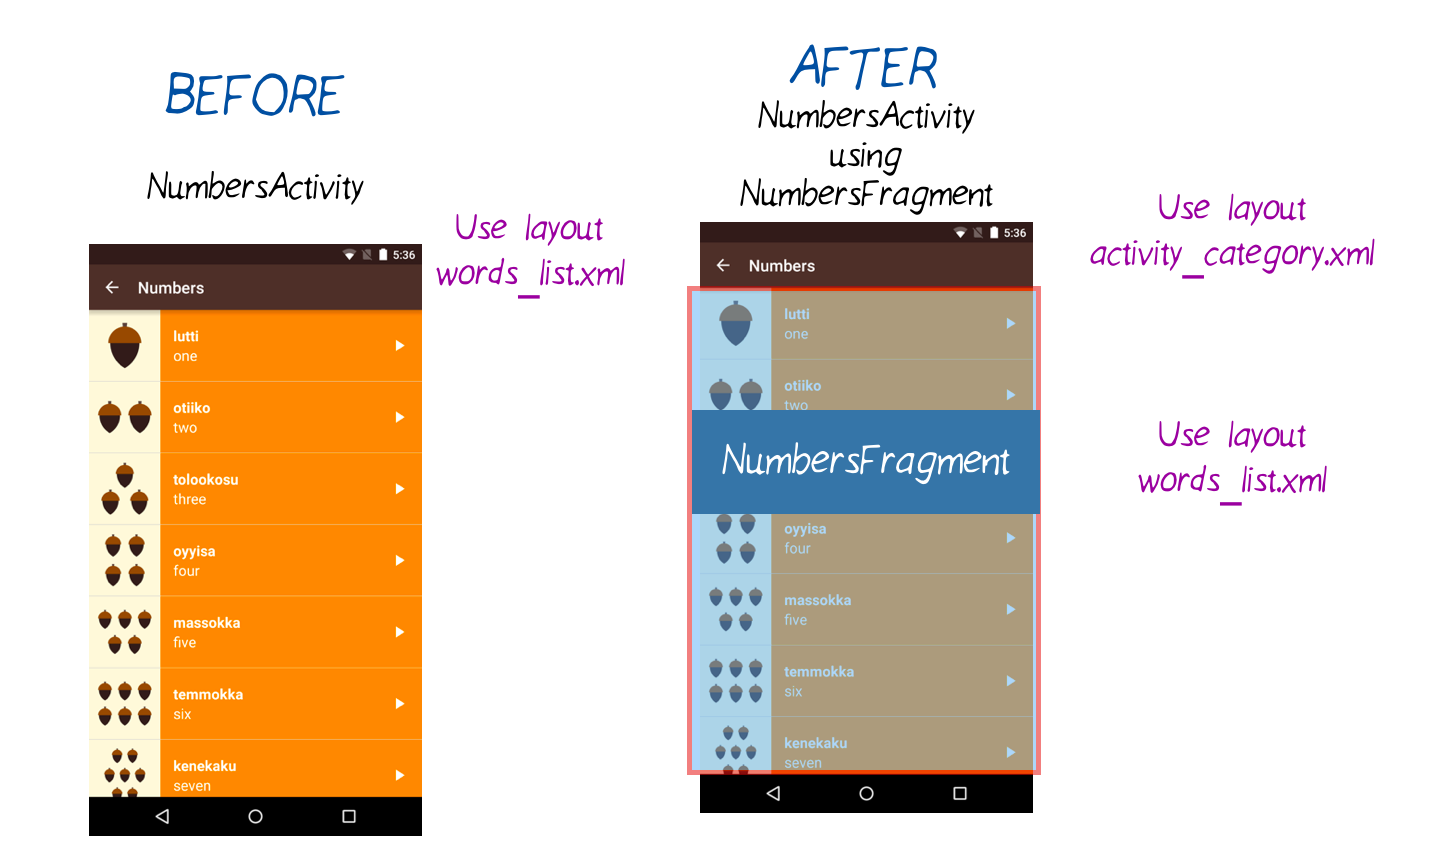 BEFORE
NumbersActivity
Use layout
words_list.xml
5:36
Numbers
lutti
one
otiiko
two
tolookosu
three
oyyisa
four
massokka
five
temmokka
six
kenekaku
seven
AFTER
NumbersActivity
using
NumbersFragment
5:36
Numbers
lutti
one
otiiko
two
NumbersFragment
oyyisa
four
massokka
five
temmokka
six
kenekaku
seven
Use layout
activity_category.xml
Use layout
words_list.xml